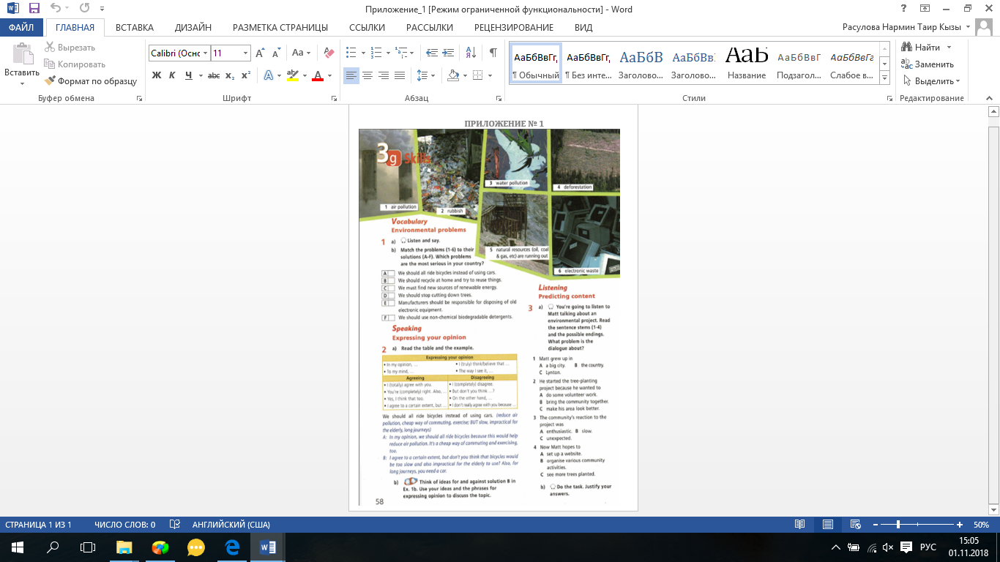 Приложение_1 [Режим ограниченной функциональности] - Word
ФАЙЛ ГЛАВНАЯ ВСТАВКА ДИЗАЙН РАЗМЕТКА СТРАНИЦЫ ССЫЛКИ РАССЫЛКИ РЕЦЕНЗИРОВАНИЕ ВИД Расулова Нармин Таир Кызы
Вставить
Вырезать
Копировать
Формат по образцу
Буфер обмена
Calibri (Оснс 11
Ж К Ч abc x₂ x²
Шрифт
Абзац
АаБбВвГг, АаБбВвГг, АаБбВ АаБбВв АаБ АаБбВвГ АаБбВвГг
¶ Обычный ¶ Без инте... Заголово... Заголово... Название Подзагол... Слабое в...
Стили
Найти
Заменить
Выделить
Редактирование
ПРИЛОЖЕНИЕ № 1
3g Skills
1 air pollution
2 rubbish
3 water pollution
4 deforestation
5 natural resources (oil, coal
& gas, etc) are running out
6 electronic waste
Vocabulary
Environmental problems
1 a) Listen and say.
b) Match the problems (1-6) to their
solutions (A-F). Which problems
are the most serious in your country?
A We should all ride bicycles instead of using cars.
B We should recycle at home and try to reuse things.
C We must find new sources of renewable energy.
D We should stop cutting down trees.
E Manufacturers should be responsible for disposing of old
electronic equipment.
F We should use non-chemical biodegradable detergents.
Speaking
Expressing your opinion
2 a) Read the table and the example.
Expressing your opinion
• In my opinion, ... • I (truly) think/believe that ...
• To my mind, ... • The way I see it, ...
Agreeing Disagreeing
• I (totally) agree with you. • I (completely) disagree.
• You're (completely) right. Also, ... • But don't you think ...?
• Yes, I think that too. • On the other hand, ...
• I agree to a certain extent, but ... • I don't really agree with you because ...
We should all ride bicycles instead of using cars. (reduce air
pollution, cheap way of commuting, exercise; BUT slow, impractical for
the elderly, long journeys)
A: In my opinion, we should all ride bicycles because this would help
reduce air pollution. It's a cheap way of commuting and exercising,
too.
B: I agree to a certain extent, but don't you think that bicycles would
be too slow and also impractical for the elderly to use? Also, for
long journeys, you need a car.
b) Think of ideas for and against solution B in
Ex. 1b. Use your ideas and the phrases for
expressing opinion to discuss the topic.
58
Listening
Predicting content
3 a) You're going to listen to
Matt talking about an
environmental project. Read
the sentence stems (1-4)
and the possible endings.
What problem is the
dialogue about?
1 Matt grew up in
A a big city. B the country.
C Lynton.
2 He started the tree-planting
project because he wanted to
A do some volunteer work.
B bring the community together.
C make his area look better.
3 The community's reaction to the
project was
A enthusiastic. B slow.
C unexpected.
4 Now Matt hopes to
A set up a website.
B organise various community
activities.
C see more trees planted.
b) Do the task. Justify your
answers.
СТРАНИЦА 1 ИЗ 1 ЧИСЛО СЛОВ: 0 АНГЛИЙСКИЙ (США) 50%
РУС
15:05
01.11.2018